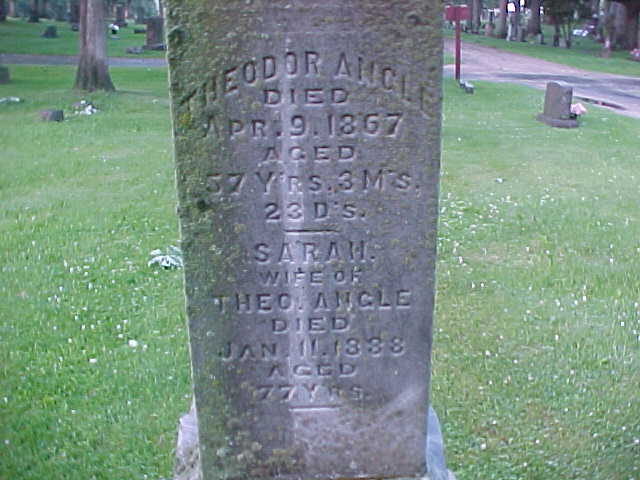 THEODOR ANGLE
DIED
APR. 9. 1867
AGED
57 Y'RS. 3 M'S.
23 D'S.
SARAH.
WIFE OF
THEO. ANGLE
DIED
JAN. 11. 1888
AGED
77 YRS.